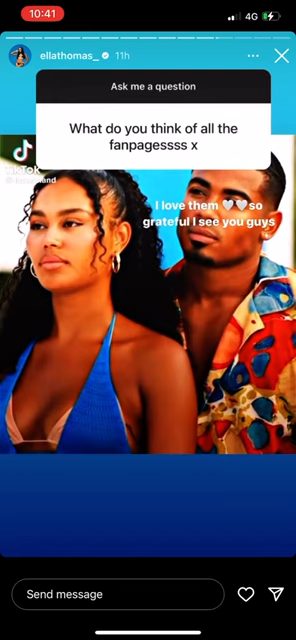 10:41
4G
ellathomas_ 11h
Ask me a question
What do you think of all the
fanpagessss x
TikTok
I love them 🤍🤍so
grateful I see you guys
Send message